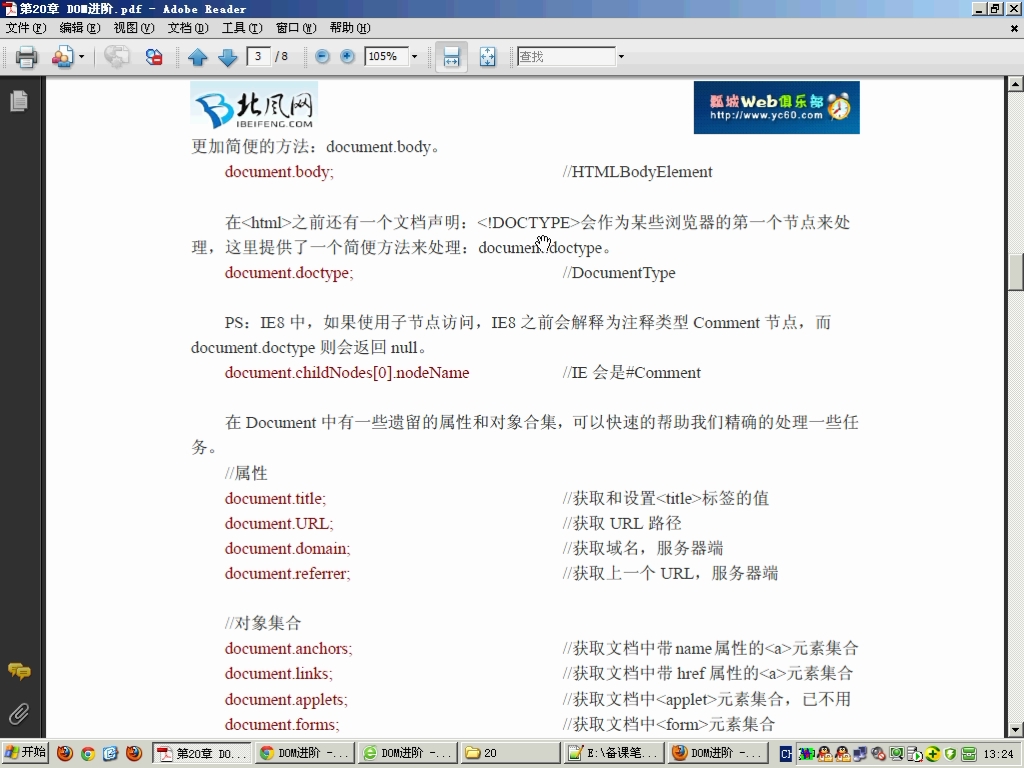 第20章 DOM进阶.pdf - Adobe Reader
文件(F) 编辑(E) 视图(V) 文档(D) 工具(T) 窗口(W) 帮助(H)
3 / 8 105% 查找
北风网
IBEIFENG.COM
瓢城Web俱乐部
http://www.yc60.com
更加简便的方法：document.body。
document.body; //HTMLBodyElement
在<html>之前还有一个文档声明：<!DOCTYPE>会作为某些浏览器的第一个节点来处
理，这里提供了一个简便方法来处理：document.doctype。
document.doctype; //DocumentType
PS：IE8 中，如果使用子节点访问，IE8 之前会解释为注释类型 Comment 节点，而
document.doctype 则会返回 null。
document.childNodes[0].nodeName //IE 会是#Comment
在 Document 中有一些遗留的属性和对象合集，可以快速的帮助我们精确的处理一些任
务。
//属性
document.title; //获取和设置<title>标签的值
document.URL; //获取 URL 路径
document.domain; //获取域名，服务器端
document.referrer; //获取上一个 URL，服务器端
//对象集合
document.anchors; //获取文档中带 name 属性的<a>元素集合
document.links; //获取文档中带 href 属性的<a>元素集合
document.applets; //获取文档中<applet>元素集合，已不用
document.forms; //获取文档中<form>元素集合
开始 第20章 DO... DOM进阶 -... DOM进阶 -... 20 E:\备课笔... DOM进阶 -... CH 13:24